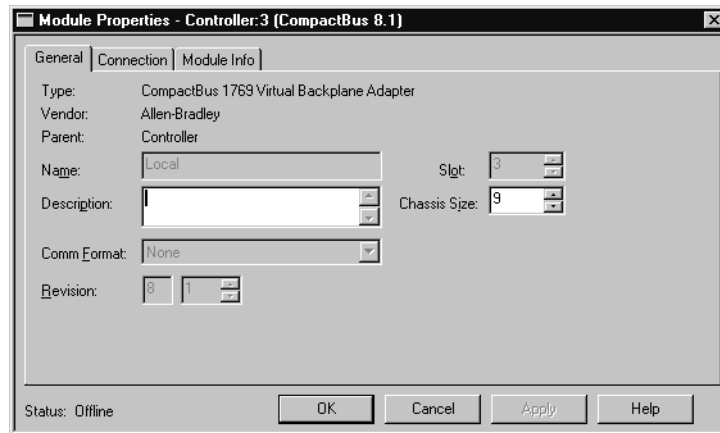 Module Properties - Controller:3 (CompactBus 8.1)
General Connection Module Info
Type: CompactBus 1769 Virtual Backplane Adapter
Vendor: Allen-Bradley
Parent: Controller
Name: Local Slot: 3
Description: Chassis Size: 9
Comm Format: None
Revision: 8 1
Status: Offline OK Cancel Apply Help